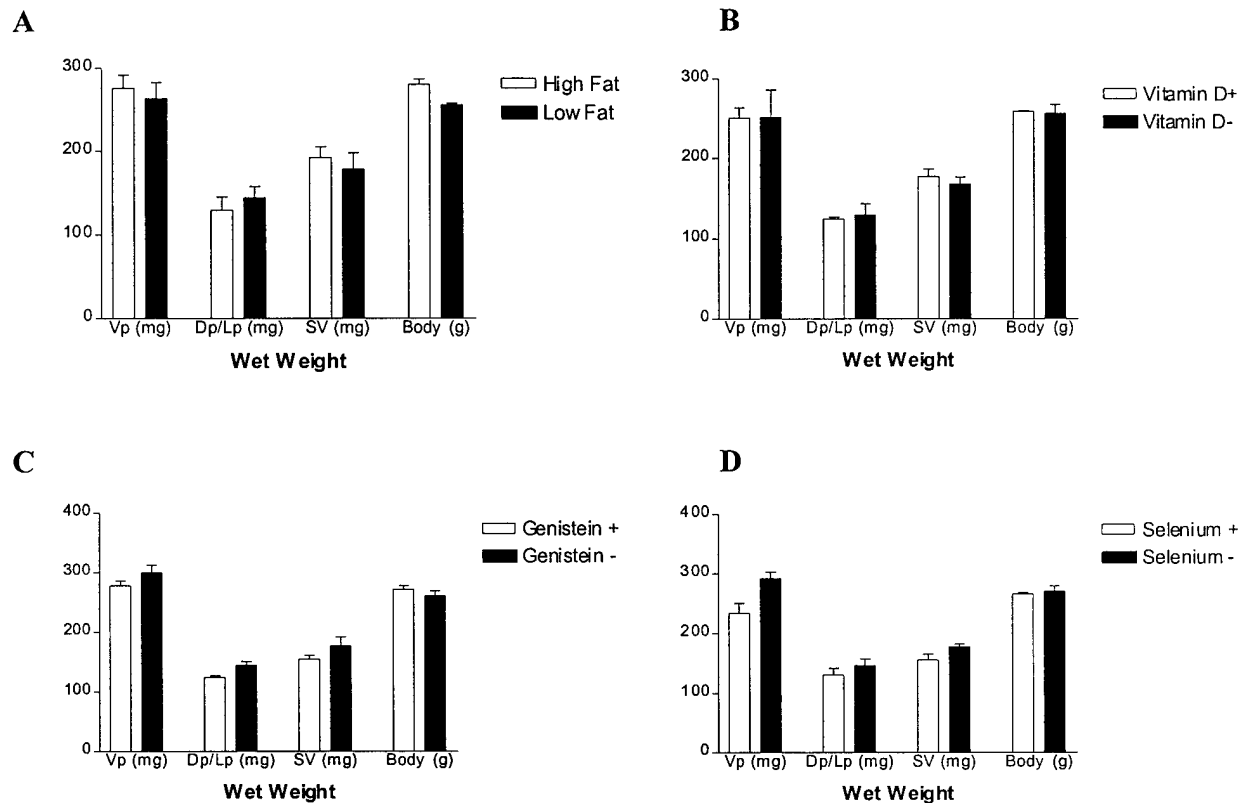 A
300
200
100
0
High Fat
Low Fat
Vp (mg) Dp/Lp (mg) SV (mg) Body (g)
Wet Weight
B
300
200
100
0
Vitamin D+
Vitamin D-
Vp (mg) Dp/Lp (mg) SV (mg) Body (g)
Wet Weight
C
400
300
200
100
0
Genistein +
Genistein -
Vp (mg) Dp/Lp (mg) SV (mg) Body (g)
Wet Weight
D
400
300
200
100
0
Selenium +
Selenium -
Vp (mg) Dp/Lp (mg) SV (mg) Body (g)
Wet Weight